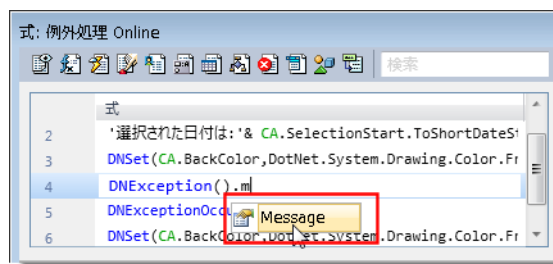 式: 例外処理 Online
検索
式
2 '選択された日付は:'& CA.SelectionStart.ToShortDateSt
3 DNSet(CA.BackColor,DotNet.System.Drawing.Color.Fr
4 DNException().m
5 DNExceptionOccu
Message
6 DNSet(CA.BackColor,DotNet.System.Drawing.Color.Fr